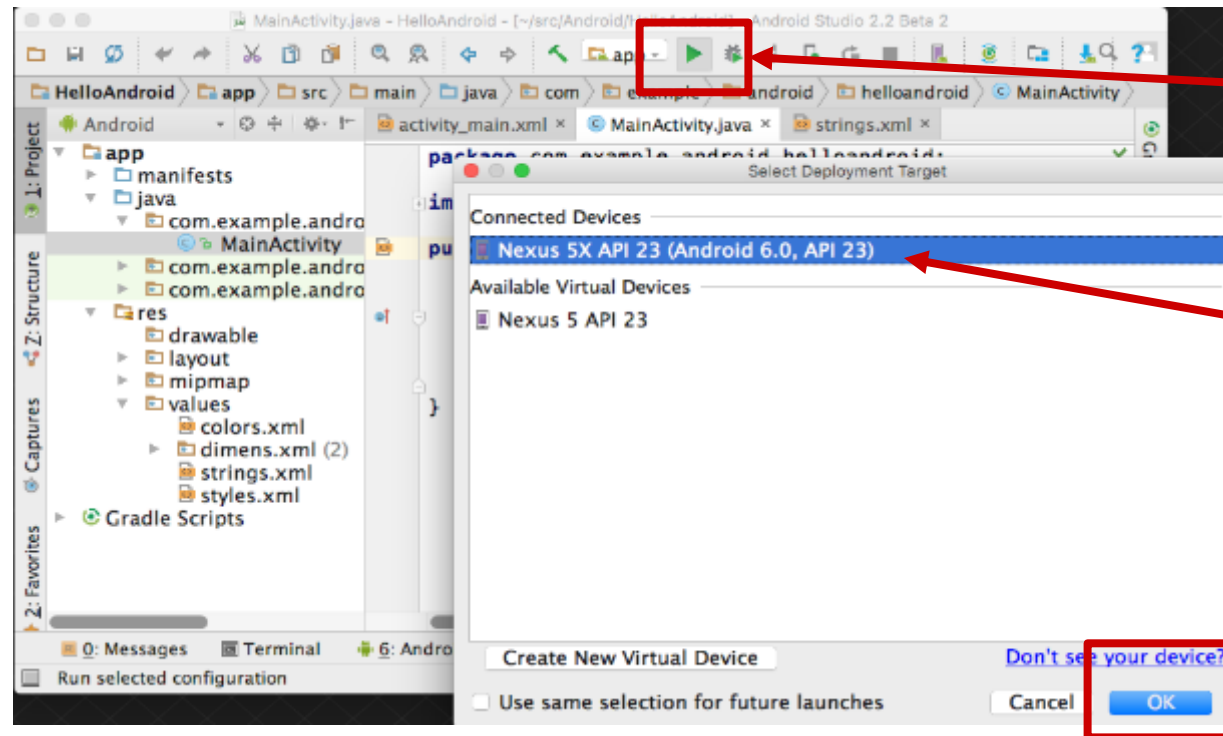 MainActivity.java - HelloAndroid - [~/src/Android/HelloAndroid] - Android Studio 2.2 Beta 2
app
HelloAndroid app src main java com example android helloandroid MainActivity
Android
activity_main.xml MainActivity.java strings.xml
1: Project
Z: Structure
Captures
2: Favorites
app
manifests
java
com.example.andro
MainActivity
com.example.andro
com.example.andro
res
drawable
layout
mipmap
values
colors.xml
dimens.xml (2)
strings.xml
styles.xml
Gradle Scripts
package com.example.android.helloandroid;
im
pu
}
Select Deployment Target
Connected Devices
Nexus 5X API 23 (Android 6.0, API 23)
Available Virtual Devices
Nexus 5 API 23
Create New Virtual Device
Don't see your device?
Use same selection for future launches
Cancel OK
0: Messages Terminal 6: Andro
Run selected configuration